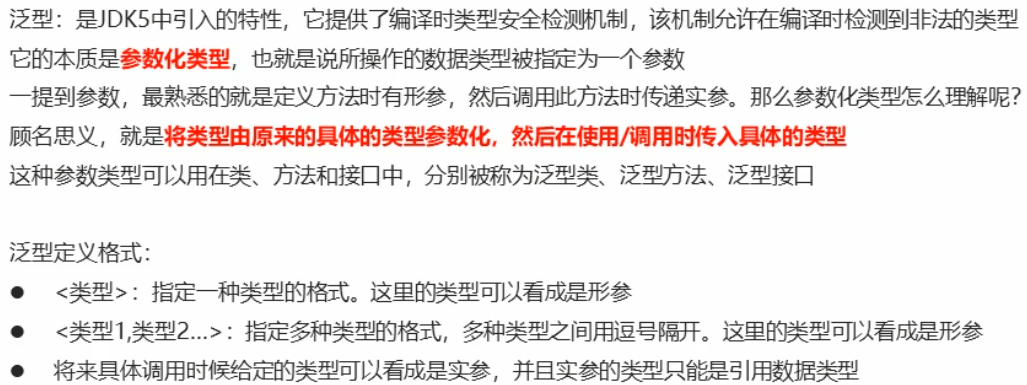 泛型：是JDK5中引入的特性，它提供了编译时类型安全检测机制，该机制允许在编译时检测到非法的类型
它的本质是参数化类型，也就是说所操作的数据类型被指定为一个参数
一提到参数，最熟悉的就是定义方法时有形参，然后调用此方法时传递实参。那么参数化类型怎么理解呢？
顾名思义，就是将类型由原来的具体的类型参数化，然后在使用/调用时传入具体的类型
这种参数类型可以用在类、方法和接口中，分别被称为泛型类、泛型方法、泛型接口
泛型定义格式：
● <类型>：指定一种类型的格式。这里的类型可以看成是形参
● <类型1,类型2…>：指定多种类型的格式，多种类型之间用逗号隔开。这里的类型可以看成是形参
● 将来具体调用时候给定的类型可以看成是实参，并且实参的类型只能是引用数据类型